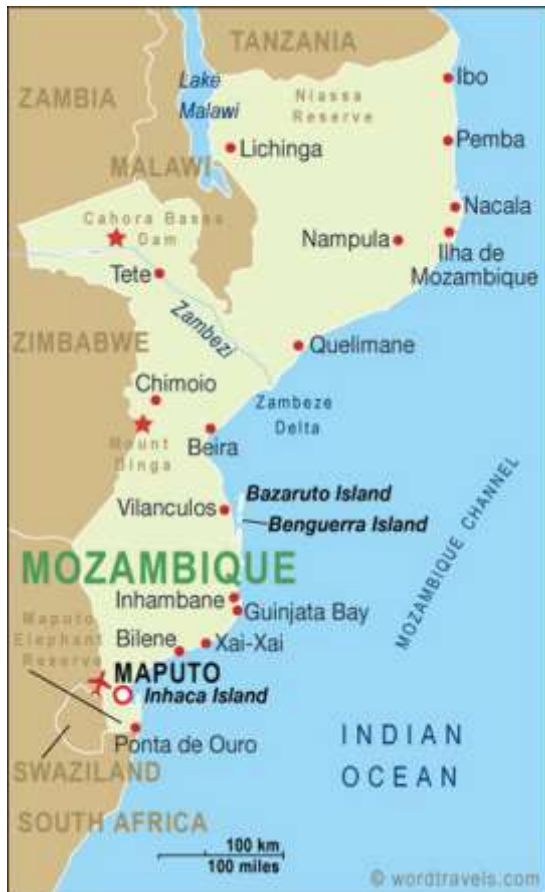 TANZANIA
Lake
Malawi
ZAMBIA
Niassa
Reserve
Ibo
Pemba
Lichinga
MALAWI
Nacala
Cahora Bassa
Dam
Nampula
Ilha de
Mozambique
Tete
Zambezi
ZIMBABWE
Quelimane
Chimoio
Zambeze
Delta
Mount
Binga
Beira
Bazaruto Island
Vilanculos
Benguerra Island
MOZAMBIQUE CHANNEL
MOZAMBIQUE
Inhambane
Guinjata Bay
Maputo
Elephant
Reserve
Bilene
Xai-Xai
MAPUTO
Inhaca Island
Ponta de Ouro
INDIAN
OCEAN
SWAZILAND
SOUTH AFRICA
100 km
100 miles
© wordtravels.com